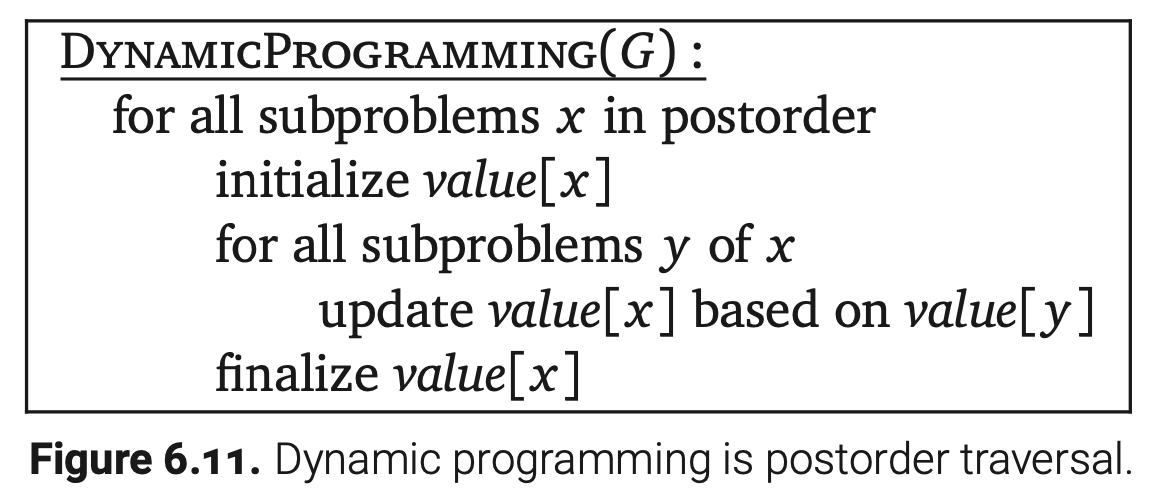 DynamicProgramming(G) :
for all subproblems x in postorder
initialize value[x]
for all subproblems y of x
update value[x] based on value[y]
finalize value[x]
Figure 6.11. Dynamic programming is postorder traversal.